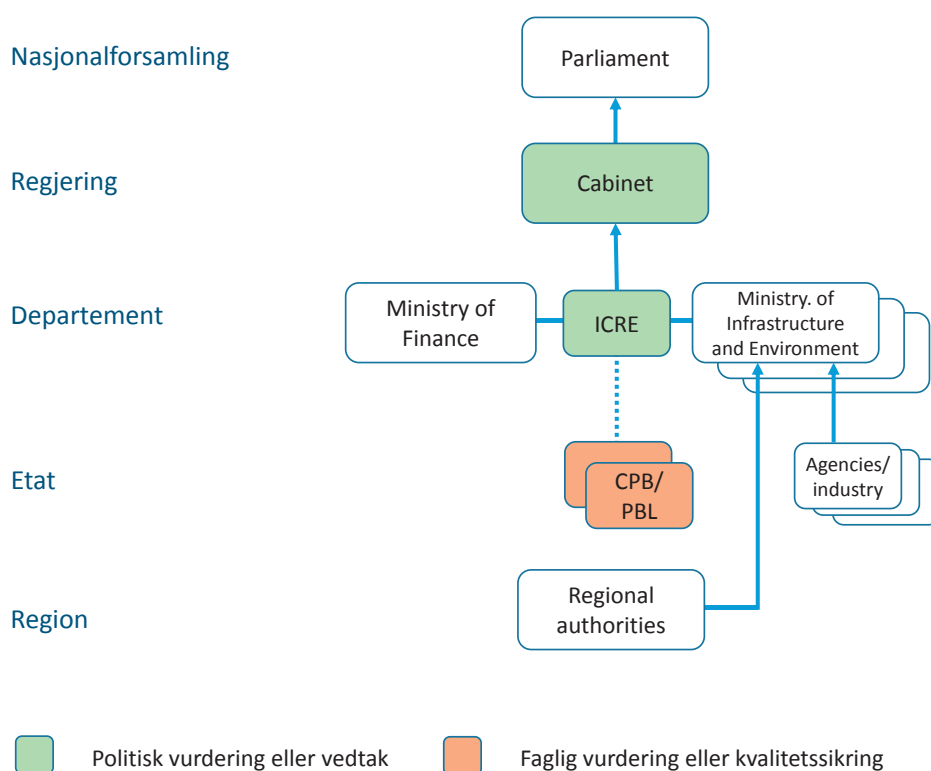 Nasjonalforsamling
Parliament
Regjering
Cabinet
Departement
Ministry of
Finance
ICRE
Ministry. of
Infrastructure
and Environment
Etat
CPB/
PBL
Agencies/
industry
Region
Regional
authorities
Politisk vurdering eller vedtak
Faglig vurdering eller kvalitetssikring